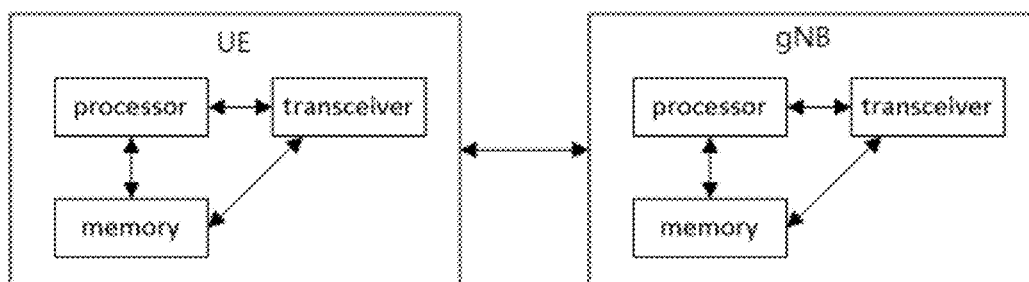 UE
gNB
processor
transceiver
processor
transceiver
memory
memory